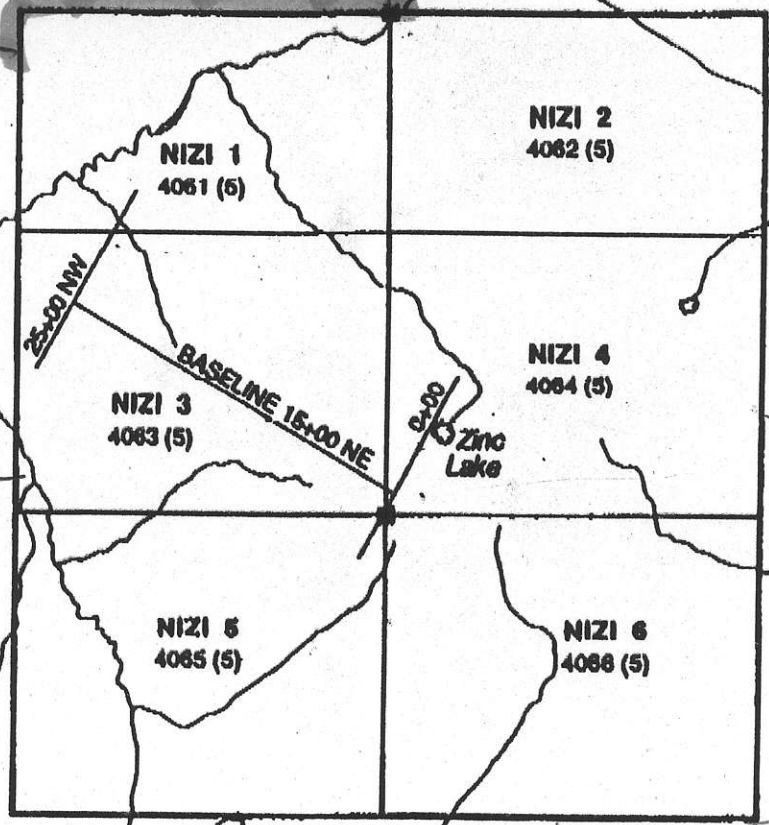 NIZI 1
4061 (5)
NIZI 2
4062 (5)
25+00 NW
BASELINE 15+00 NE
NIZI 3
4063 (5)
0+00
NIZI 4
4064 (5)
Zinc
Lake
NIZI 5
4065 (5)
NIZI 6
4066 (5)